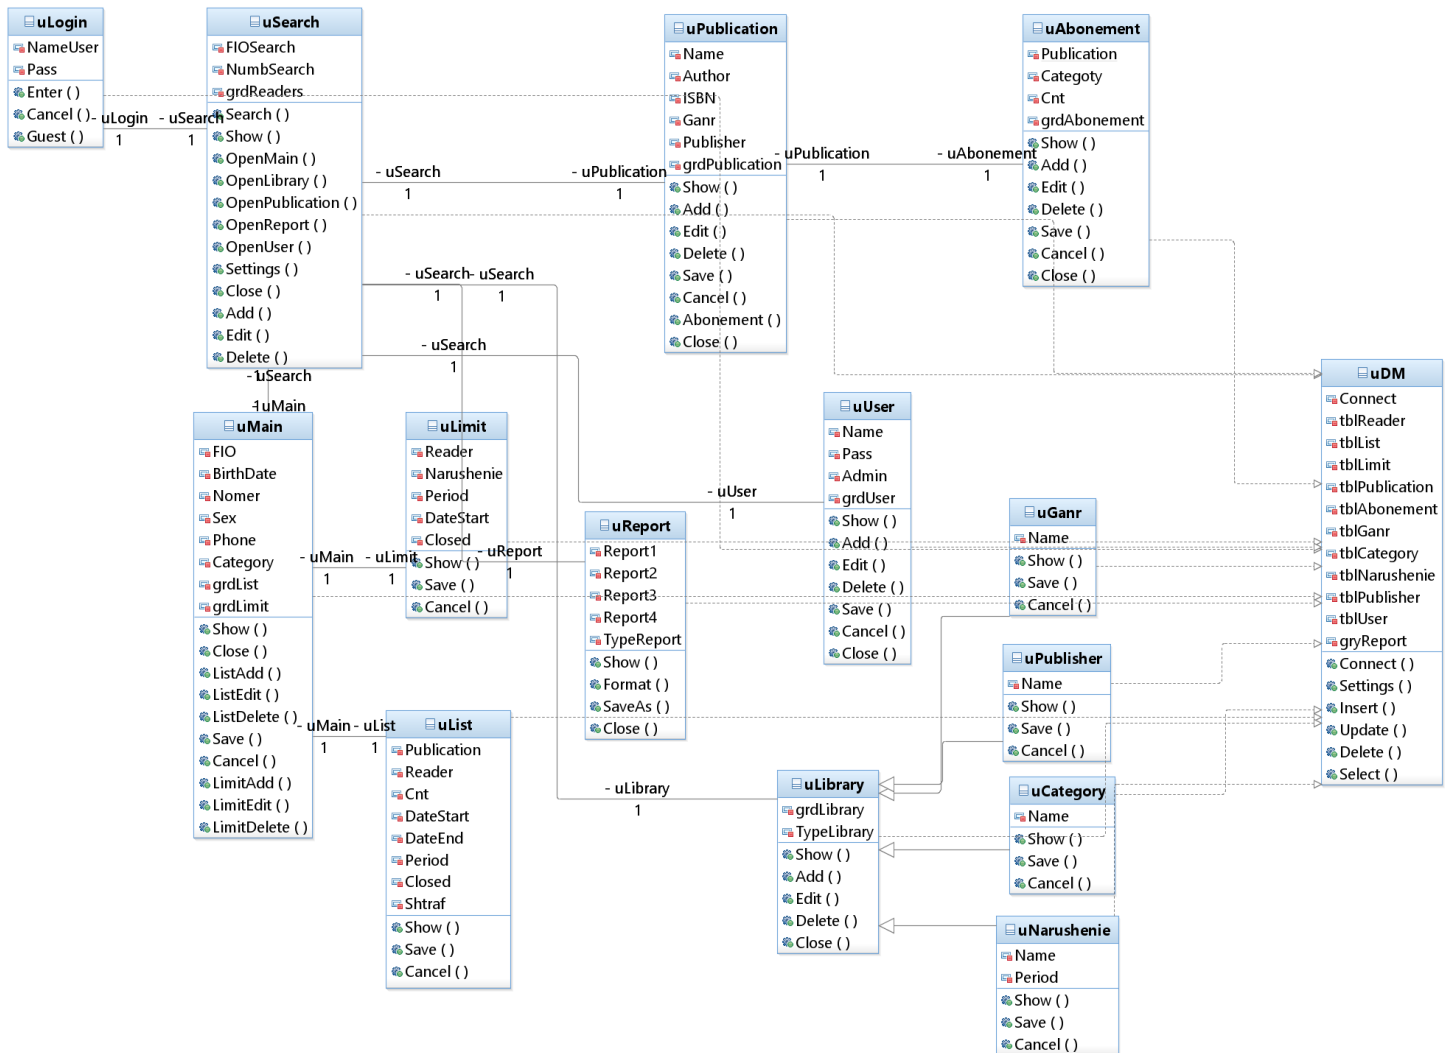 uLogin
NameUser
Pass
Enter ( )
Cancel ( )
Guest ( )
- uLogin
1
- uSearch
1
uSearch
FIOSearch
NumbSearch
grdReaders
Search ( )
Show ( )
OpenMain ( )
OpenLibrary ( )
OpenPublication ( )
OpenReport ( )
OpenUser ( )
Settings ( )
Close ( )
Add ( )
Edit ( )
Delete ( )
- uSearch
1
- uPublication
1
uPublication
Name
Author
ISBN
Ganr
Publisher
grdPublication
Show ( )
Add ( )
Edit ( )
Delete ( )
Save ( )
Cancel ( )
Abonement ( )
Close ( )
- uPublication
1
- uAbonement
1
uAbonement
Publication
Categoty
Cnt
grdAbonement
Show ( )
Add ( )
Edit ( )
Delete ( )
Save ( )
Cancel ( )
Close ( )
- uSearch
1
- uSearch
1
- uSearch
1
- uSearch
1
- uMain
1
uMain
FIO
BirthDate
Nomer
Sex
Phone
Category
grdList
grdLimit
Show ( )
Close ( )
ListAdd ( )
ListEdit ( )
ListDelete ( )
Save ( )
Cancel ( )
LimitAdd ( )
LimitEdit ( )
LimitDelete ( )
- uMain
1
- uLimit
1
uLimit
Reader
Narushenie
Period
DateStart
Closed
Show ( )
Save ( )
Cancel ( )
- uReport
1
uReport
Report1
Report2
Report3
Report4
TypeReport
Show ( )
Format ( )
SaveAs ( )
Close ( )
- uUser
1
uUser
Name
Pass
Admin
grdUser
Show ( )
Add ( )
Edit ( )
Delete ( )
Save ( )
Cancel ( )
Close ( )
uGanr
Name
Show ( )
Save ( )
Cancel ( )
uDM
Connect
tblReader
tblList
tblLimit
tblPublication
tblAbonement
tblGanr
tblCategory
tblNarushenie
tblPublisher
tblUser
gryReport
Connect ( )
Settings ( )
Insert ( )
Update ( )
Delete ( )
Select ( )
uPublisher
Name
Show ( )
Save ( )
Cancel ( )
- uMain
1
- uList
1
uList
Publication
Reader
Cnt
DateStart
DateEnd
Period
Closed
Shtraf
Show ( )
Save ( )
Cancel ( )
- uLibrary
1
uLibrary
grdLibrary
TypeLibrary
Show ( )
Add ( )
Edit ( )
Delete ( )
Close ( )
uCategory
Name
Show ( )
Save ( )
Cancel ( )
uNarushenie
Name
Period
Show ( )
Save ( )
Cancel ( )